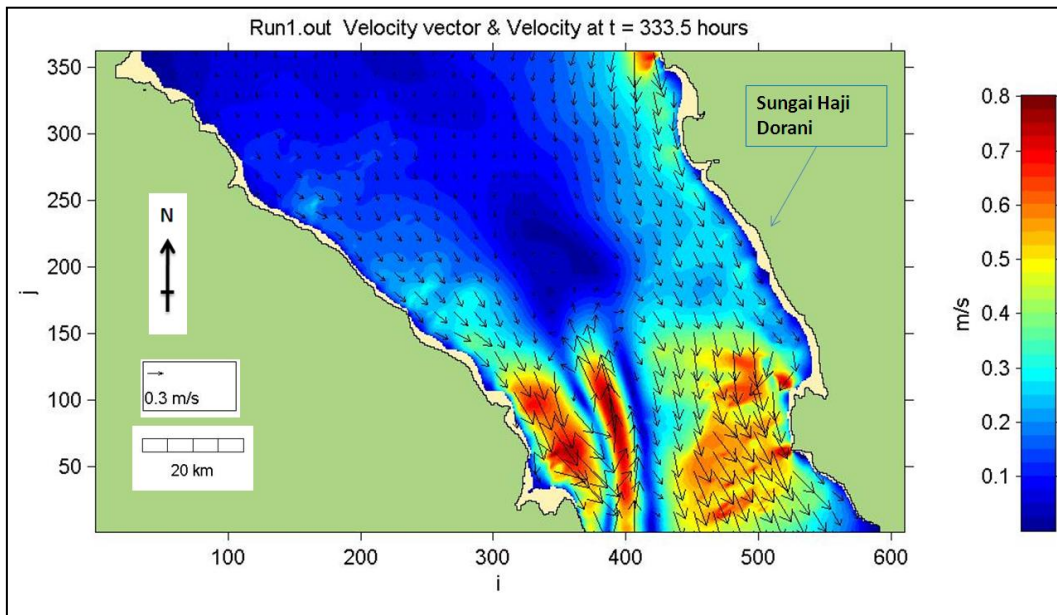 Run1.out Velocity vector & Velocity at t = 333.5 hours
350
300
250
200
150
100
50
j
100
200
300
400
500
600
i
N
0.3 m/s
20 km
Sungai Haji
Dorani
0.8
0.7
0.6
0.5
0.4
0.3
0.2
0.1
m/s